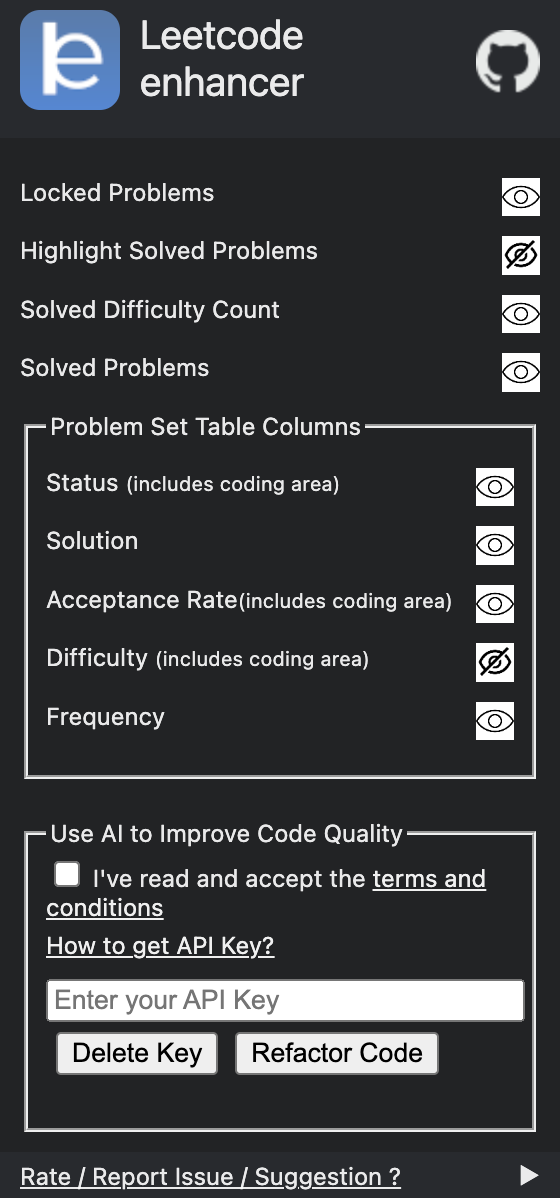 Leetcode
enhancer
Locked Problems
Highlight Solved Problems
Solved Difficulty Count
Solved Problems
Problem Set Table Columns
Status (includes coding area)
Solution
Acceptance Rate(includes coding area)
Difficulty (includes coding area)
Frequency
Use AI to Improve Code Quality
I've read and accept the terms and
conditions
How to get API Key?
Enter your API Key
Delete Key Refactor Code
Rate / Report Issue / Suggestion ?